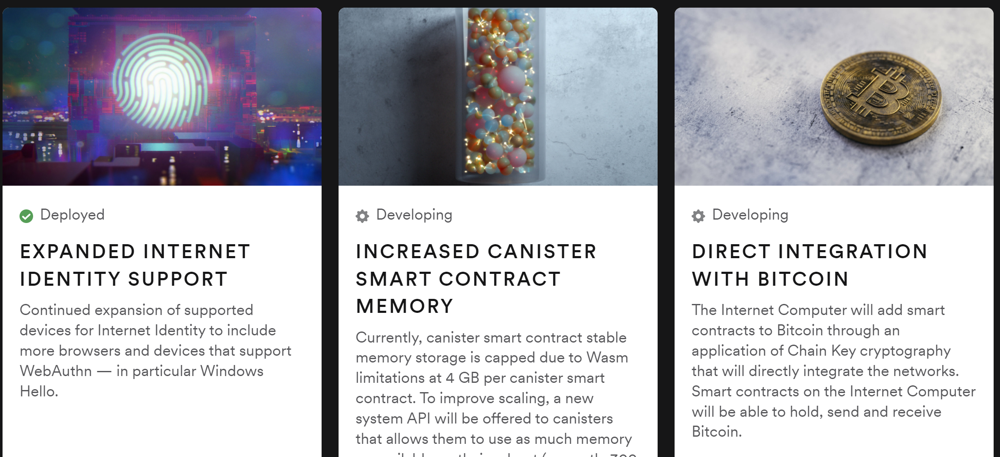 Deployed
EXPANDED INTERNET
IDENTITY SUPPORT
Continued expansion of supported
devices for Internet Identity to include
more browsers and devices that support
WebAuthn — in particular Windows
Hello.
Developing
INCREASED CANISTER
SMART CONTRACT
MEMORY
Currently, canister smart contract stable
memory storage is capped due to Wasm
limitations at 4 GB per canister smart
contract. To improve scaling, a new
system API will be offered to canisters
that allows them to use as much memory
Developing
DIRECT INTEGRATION
WITH BITCOIN
The Internet Computer will add smart
contracts to Bitcoin through an
application of Chain Key cryptography
that will directly integrate the networks.
Smart contracts on the Internet Computer
will be able to hold, send and receive
Bitcoin.